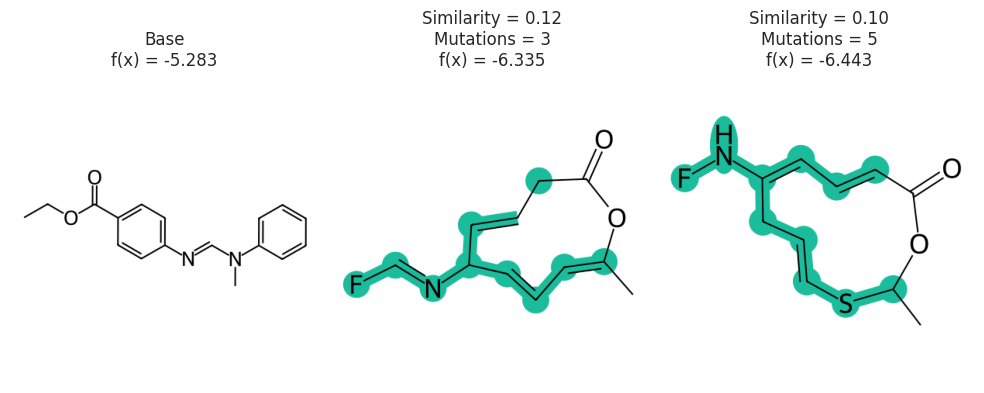 Base
f(x) = -5.283
Similarity = 0.12
Mutations = 3
f(x) = -6.335
Similarity = 0.10
Mutations = 5
f(x) = -6.443
O
O
N
N
O
O
F
N
H
N
F
O
O
S